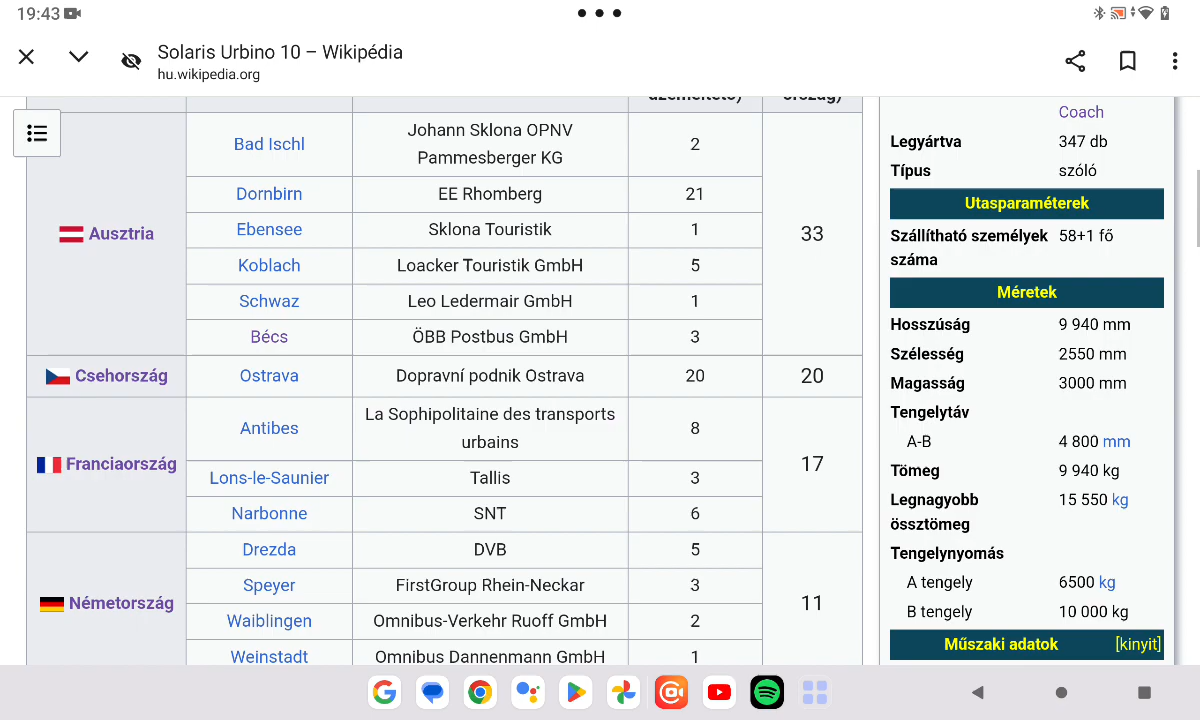 19:43
Solaris Urbino 10 – Wikipédia
hu.wikipedia.org
üzemeltető)
ország)
Ausztria
Bad Ischl
Johann Sklona OPNV
Pammesberger KG
2
33
Dornbirn
EE Rhomberg
21
Ebensee
Sklona Touristik
1
Koblach
Loacker Touristik GmbH
5
Schwaz
Leo Ledermair GmbH
1
Bécs
ÖBB Postbus GmbH
3
Csehország
Ostrava
Dopravní podnik Ostrava
20
20
Franciaország
Antibes
La Sophipolitaine des transports
urbains
8
17
Lons-le-Saunier
Tallis
3
Narbonne
SNT
6
Németország
Drezda
DVB
5
11
Speyer
FirstGroup Rhein-Neckar
3
Waiblingen
Omnibus-Verkehr Ruoff GmbH
2
Weinstadt
Omnibus Dannenmann GmbH
1
Coach
Legyártva 347 db
Típus szóló
Utasparaméterek
Szállítható személyek 58+1 fő
száma
Méretek
Hosszúság 9 940 mm
Szélesség 2550 mm
Magasság 3000 mm
Tengelytáv
A-B 4 800 mm
Tömeg 9 940 kg
Legnagyobb 15 550 kg
össztömeg
Tengelynyomás
A tengely 6500 kg
B tengely 10 000 kg
Műszaki adatok [kinyit]